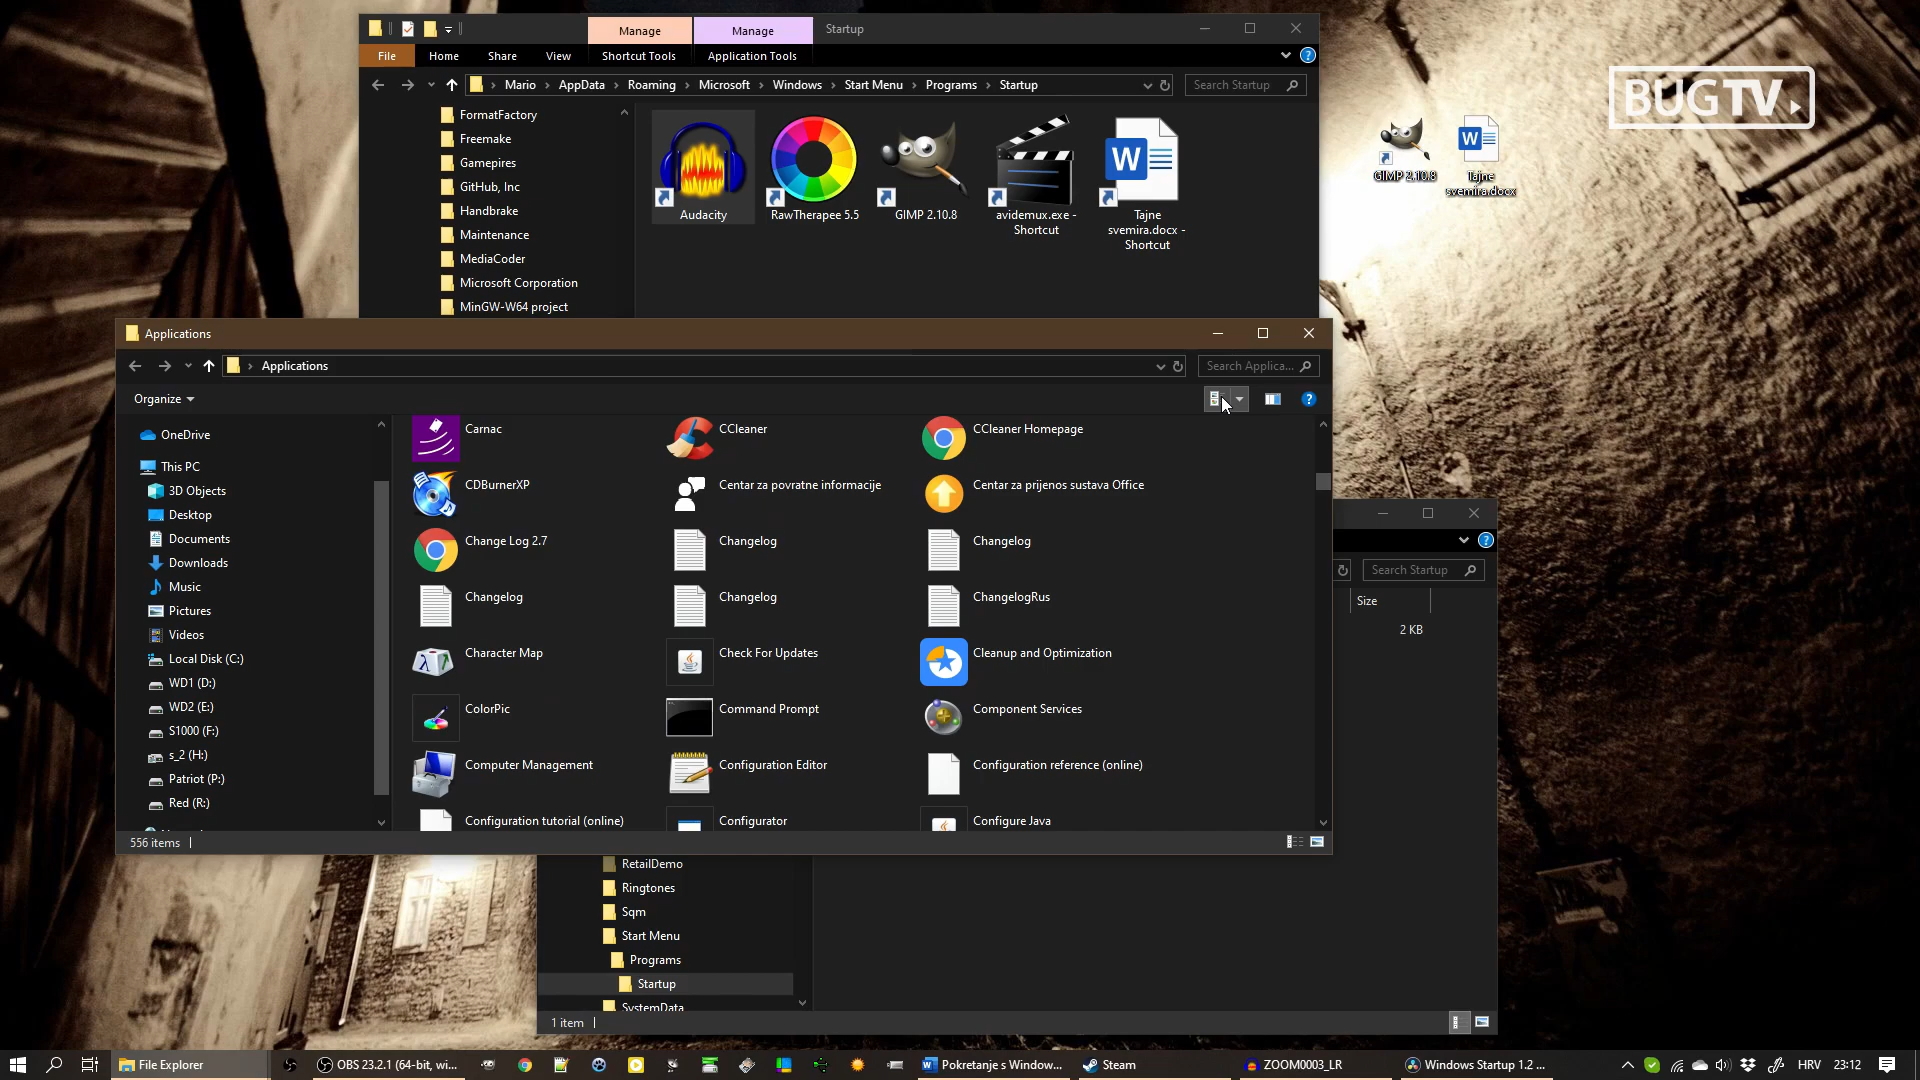 Manage
Manage
Startup
File
Home
Share
View
Shortcut Tools
Application Tools
Mario
AppData
Roaming
Microsoft
Windows
Start Menu
Programs
Startup
Search Startup
FormatFactory
Freemake
Gamepires
GitHub, Inc
Handbrake
Maintenance
MediaCoder
Microsoft Corporation
MinGW-W64 project
Audacity
RawTherapee 5.5
GIMP 2.10.8
avidemux.exe -
Shortcut
Tajne
svemira.docx -
Shortcut
BUGTV
GIMP 2.10.8
Tajne
svemira.docx
Applications
Applications
Search Applica...
Organize
OneDrive
This PC
3D Objects
Desktop
Documents
Downloads
Music
Pictures
Videos
Local Disk (C:)
WD1 (D:)
WD2 (E:)
S1000 (F:)
s_2 (H:)
Patriot (P:)
Red (R:)
Carnac
CCleaner
CCleaner Homepage
CDBurnerXP
Centar za povratne informacije
Centar za prijenos sustava Office
Change Log 2.7
Changelog
Changelog
Changelog
Changelog
ChangelogRus
Character Map
Check For Updates
Cleanup and Optimization
ColorPic
Command Prompt
Component Services
Computer Management
Configuration Editor
Configuration reference (online)
Configuration tutorial (online)
Configurator
Configure Java
556 items
Search Startup
Size
2 KB
RetailDemo
Ringtones
Sqm
Start Menu
Programs
Startup
SystemData
1 item
File Explorer
OBS 23.2.1 (64-bit, wi...
Pokretanje s Window...
Steam
ZOOM0003_LR
Windows Startup 1.2 ...
HRV
23:12